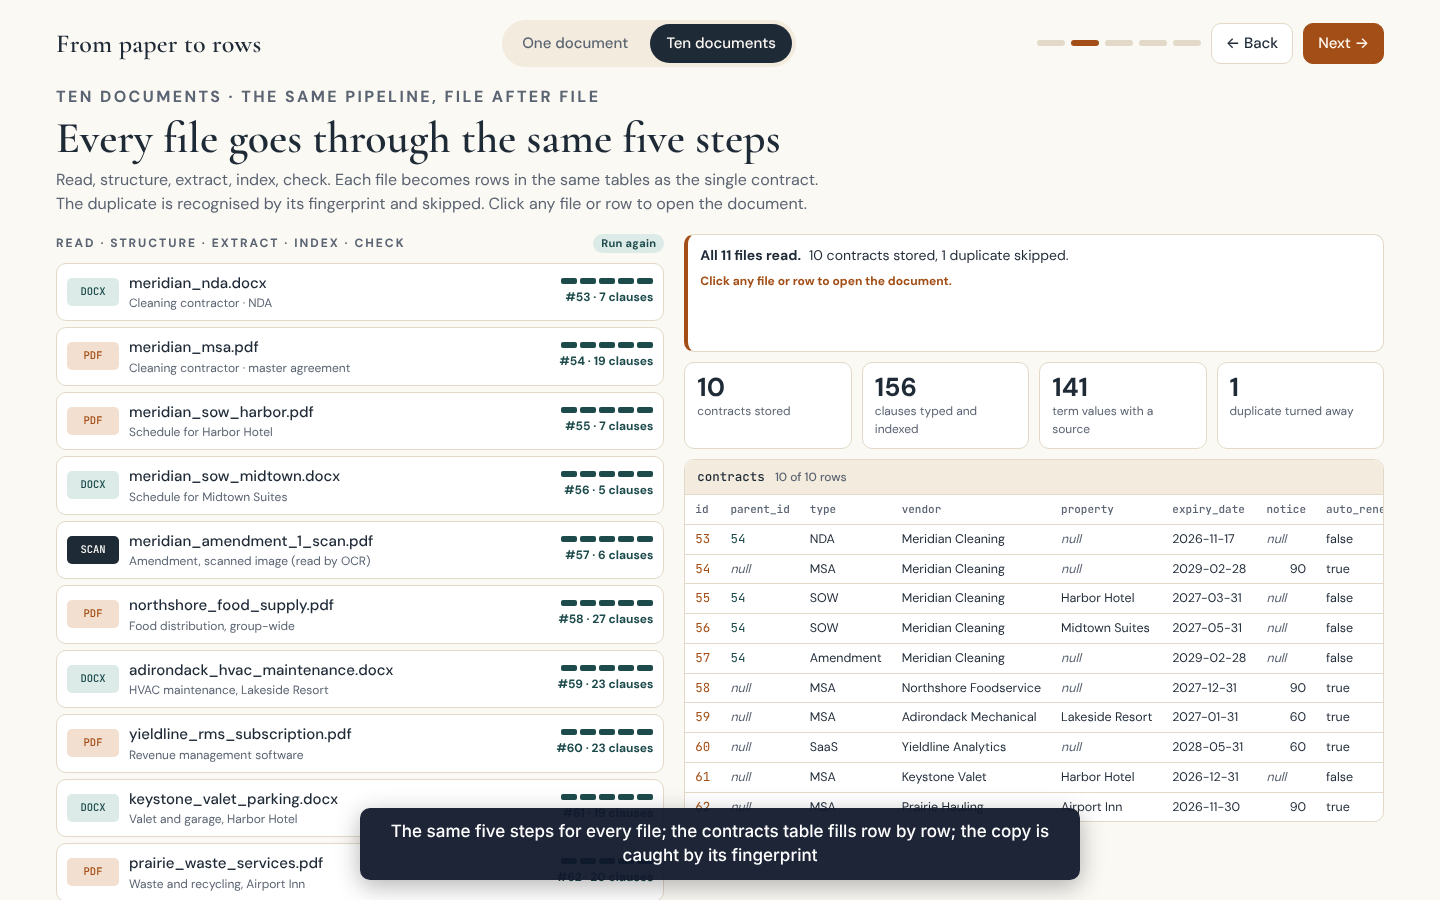 From paper to rows
One document
Ten documents
← Back
Next →
TEN DOCUMENTS · THE SAME PIPELINE, FILE AFTER FILE
Every file goes through the same five steps
Read, structure, extract, index, check. Each file becomes rows in the same tables as the single contract.
The duplicate is recognised by its fingerprint and skipped. Click any file or row to open the document.
READ · STRUCTURE · EXTRACT · INDEX · CHECK
Run again
DOCX
meridian_nda.docx
Cleaning contractor · NDA
#53 · 7 clauses
PDF
meridian_msa.pdf
Cleaning contractor · master agreement
#54 · 19 clauses
PDF
meridian_sow_harbor.pdf
Schedule for Harbor Hotel
#55 · 7 clauses
DOCX
meridian_sow_midtown.docx
Schedule for Midtown Suites
#56 · 5 clauses
SCAN
meridian_amendment_1_scan.pdf
Amendment, scanned image (read by OCR)
#57 · 6 clauses
PDF
northshore_food_supply.pdf
Food distribution, group-wide
#58 · 27 clauses
DOCX
adirondack_hvac_maintenance.docx
HVAC maintenance, Lakeside Resort
#59 · 23 clauses
PDF
yieldline_rms_subscription.pdf
Revenue management software
#60 · 23 clauses
DOCX
keystone_valet_parking.docx
Valet and garage, Harbor Hotel
#61 · 19 clauses
PDF
prairie_waste_services.pdf
Waste and recycling, Airport Inn
#62 · 20 clauses
All 11 files read. 10 contracts stored, 1 duplicate skipped.
Click any file or row to open the document.
10
contracts stored
156
clauses typed and
indexed
141
term values with a
source
1
duplicate turned away
contracts 10 of 10 rows
id parent_id type vendor property expiry_date notice auto_rene
53 54 NDA Meridian Cleaning null 2026-11-17 null false
54 null MSA Meridian Cleaning null 2029-02-28 90 true
55 54 SOW Meridian Cleaning Harbor Hotel 2027-03-31 null false
56 54 SOW Meridian Cleaning Midtown Suites 2027-05-31 null false
57 54 Amendment Meridian Cleaning null 2029-02-28 null false
58 null MSA Northshore Foodservice null 2027-12-31 90 true
59 null MSA Adirondack Mechanical Lakeside Resort 2027-01-31 60 true
60 null SaaS Yieldline Analytics null 2028-05-31 60 true
61 null MSA Keystone Valet Harbor Hotel 2026-12-31 null false
62 null MSA Prairie Hauling Airport Inn 2026-11-30 90 true
The same five steps for every file; the contracts table fills row by row; the copy is
caught by its fingerprint